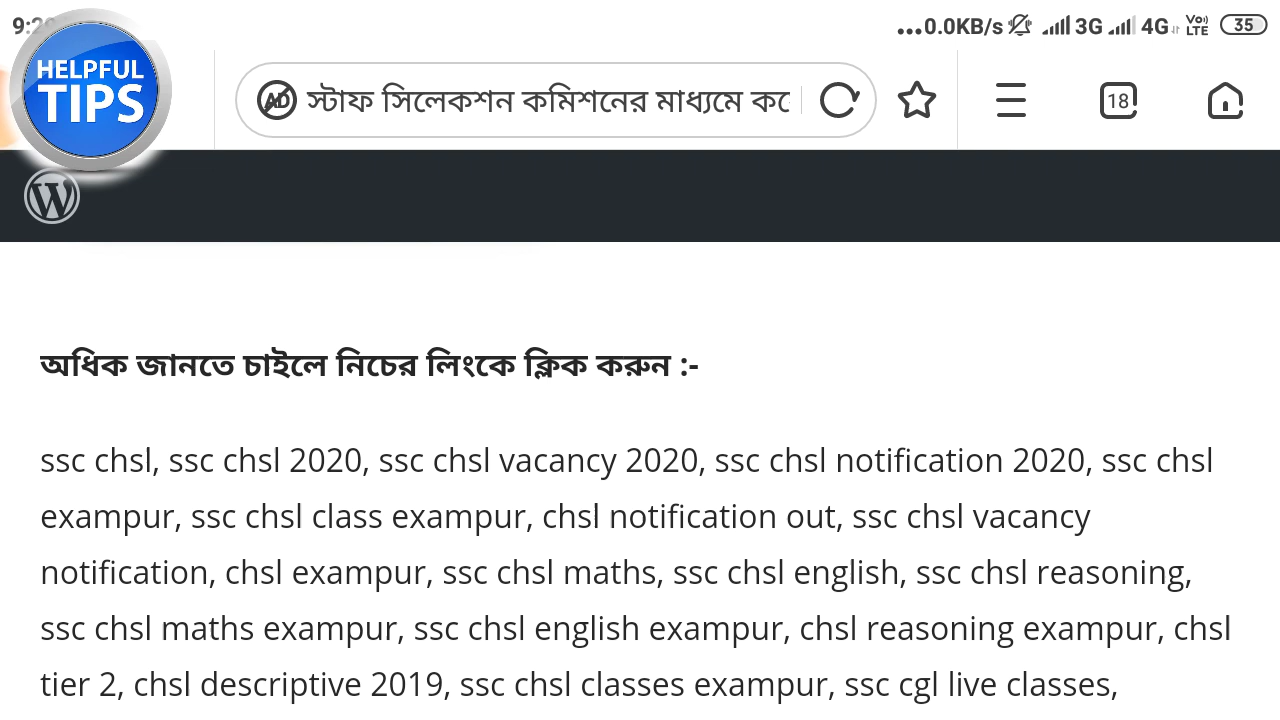 9:2
...0.0KB/s 3G 4G Vo)) LTE 35
HELPFUL
TIPS
AD স্টাফ সিলেকশন কমিশনের মাধ্যমে 18
অধিক জানতে চাইলে নিচের লিংকে ক্লিক করুন :-
ssc chsl, ssc chsl 2020, ssc chsl vacancy 2020, ssc chsl notification 2020, ssc chsl
exampur, ssc chsl class exampur, chsl notification out, ssc chsl vacancy
notification, chsl exampur, ssc chsl maths, ssc chsl english, ssc chsl reasoning,
ssc chsl maths exampur, ssc chsl english exampur, chsl reasoning exampur, chsl
tier 2, chsl descriptive 2019, ssc chsl classes exampur, ssc cgl live classes,